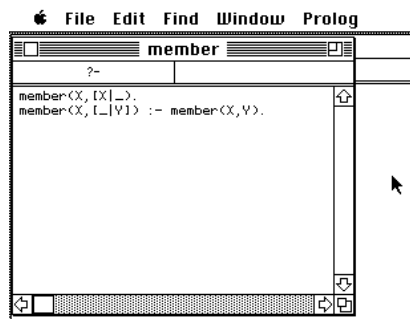 File Edit Find Window Prolog
member
?-
member(X,[X|_).
member(X,[_|Y]) :- member(X,Y).